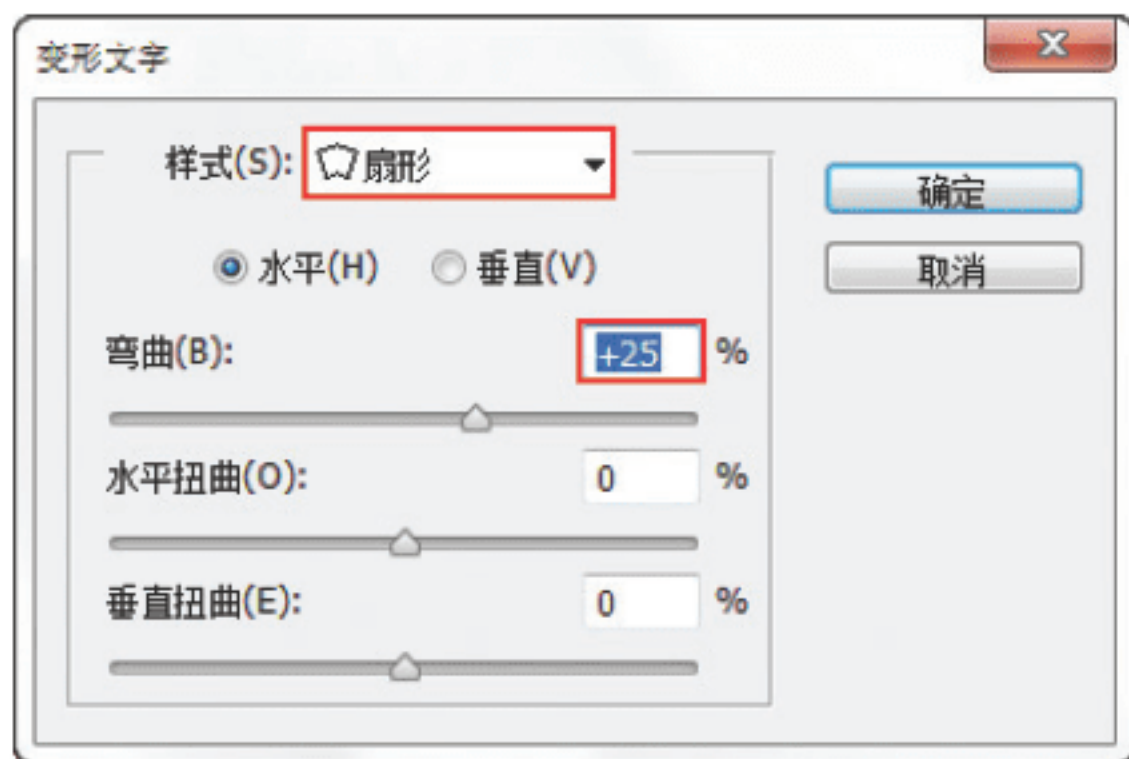 变形文字
样式(S): 扇形
确定
水平(H) 垂直(V)
取消
弯曲(B): +25 %
水平扭曲(O): 0 %
垂直扭曲(E): 0 %